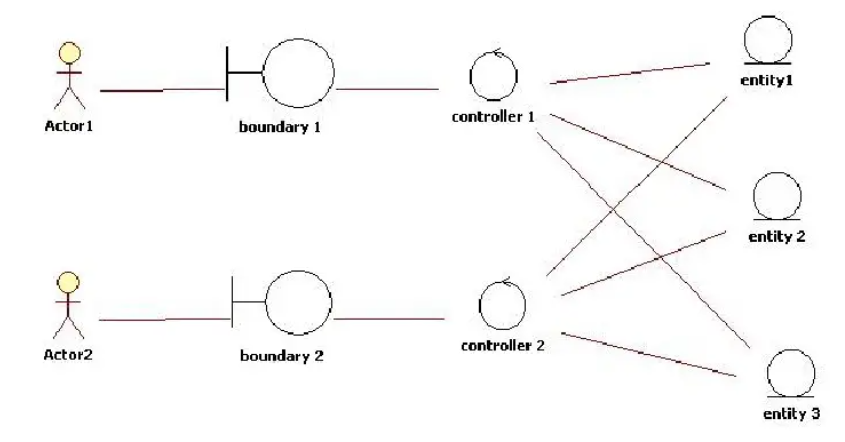 entity1
Actor1
boundary 1
controller 1
entity 2
Actor2
boundary 2
controller 2
entity 3